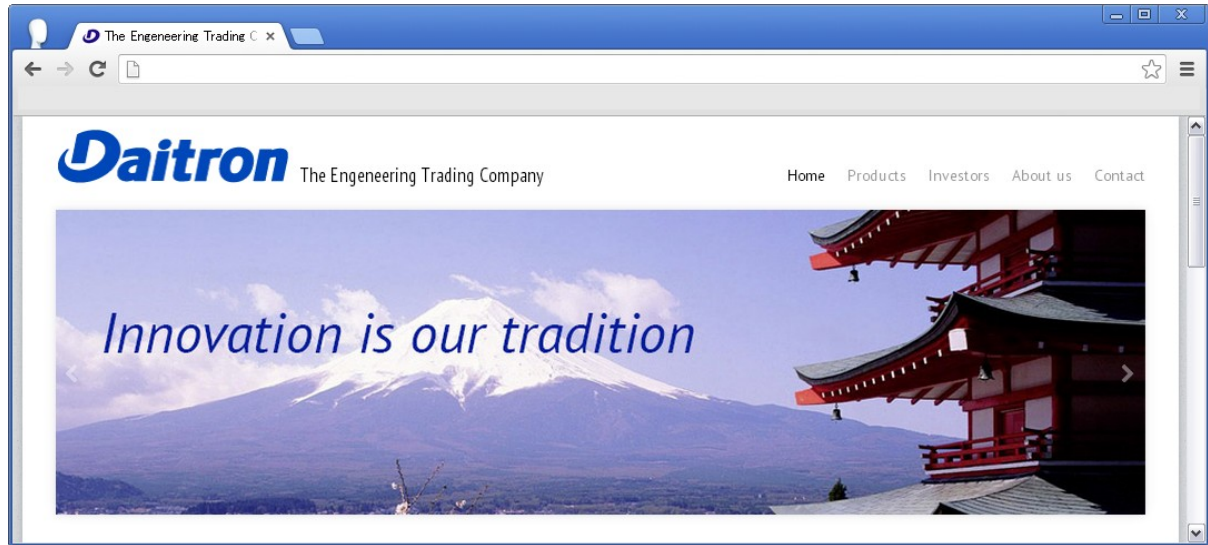 The Engeneering Trading C
Daitron
The Engeneering Trading Company
Home Products Investors About us Contact
Innovation is our tradition